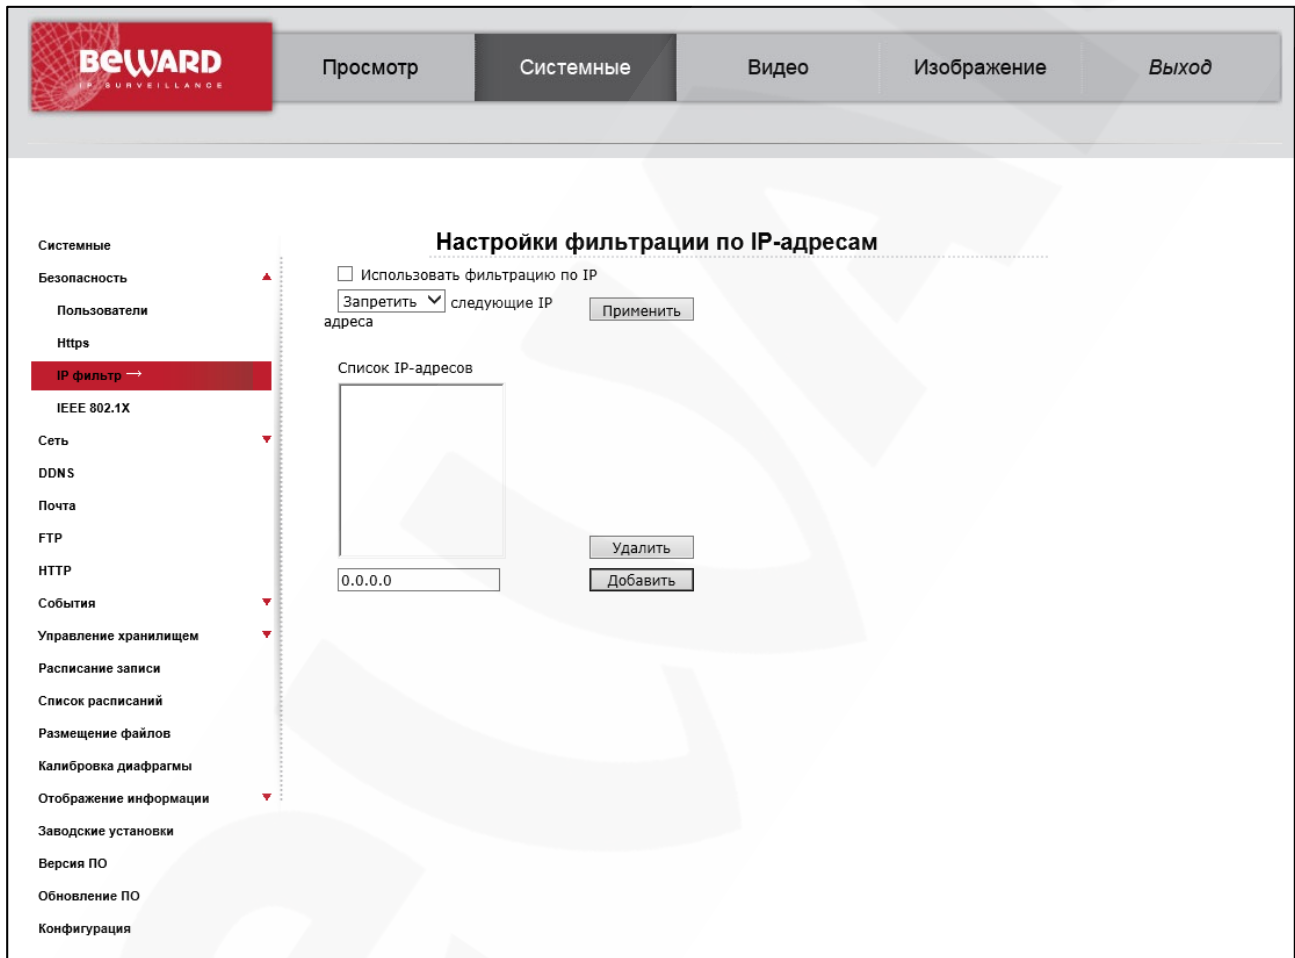 BEWARD
IP SURVEILLANCE
Просмотр
Системные
Видео
Изображение
Выход
Настройки фильтрации по IP-адресам
Системные
Безопасность
Пользователи
Https
IP фильтр →
IEEE 802.1X
Сеть
DDNS
Почта
FTP
HTTP
События
Управление хранилищем
Расписание записи
Список расписаний
Размещение файлов
Калибровка диафрагмы
Отображение информации
Заводские установки
Версия ПО
Обновление ПО
Конфигурация
Использовать фильтрацию по IP
Запретить следующие IP
адреса
Применить
Список IP-адресов
Удалить
0.0.0.0
Добавить